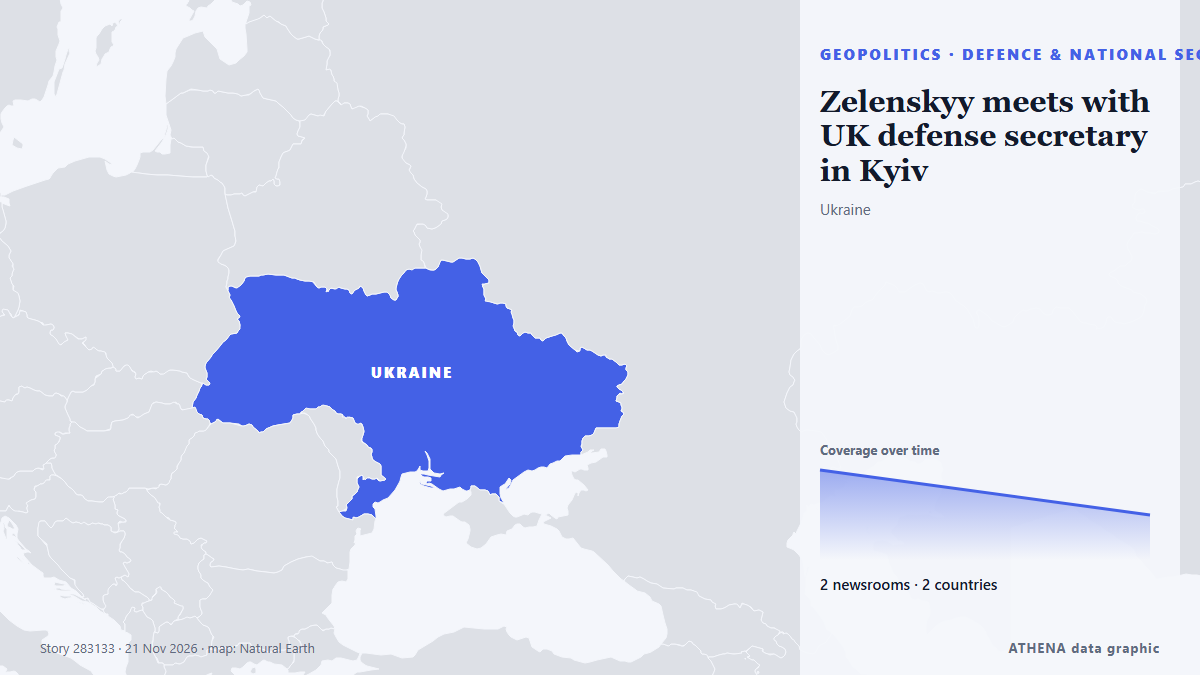 GEOPOLITICS · DEFENCE & NATIONAL
Zelenskyy meets with
UK defense secretary
in Kyiv
Ukraine
UKRAINE
Coverage over time
2 newsrooms · 2 countries
Story 283133 · 21 Nov 2026 · map: Natural Earth
ATHENA data graphic